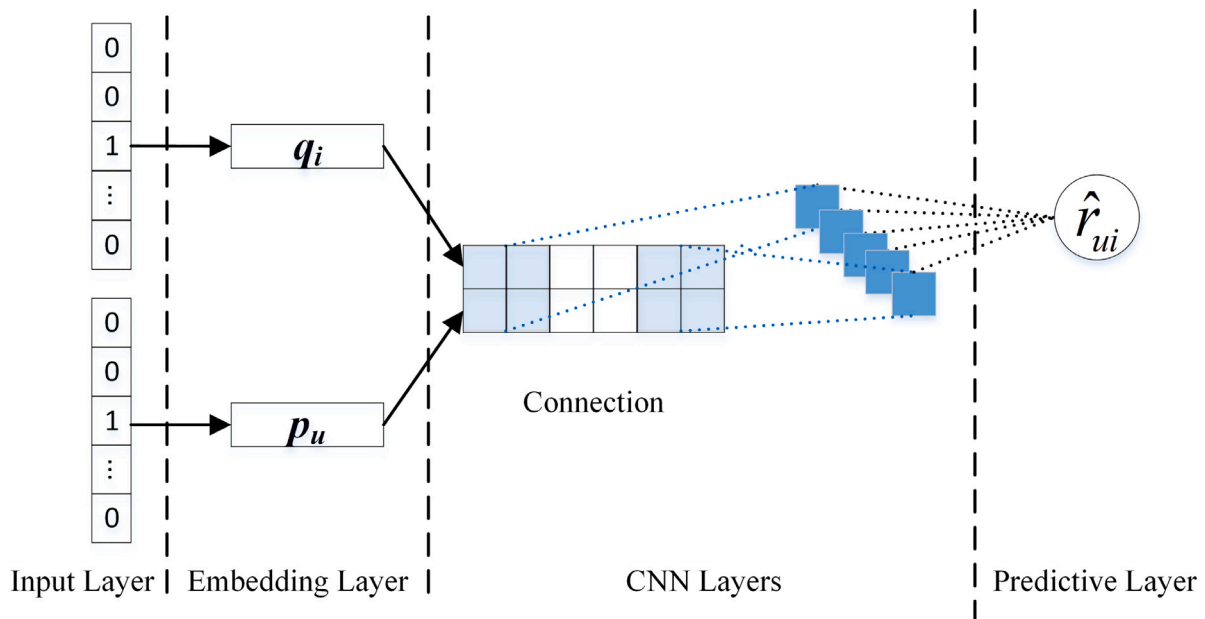 0
0
1
⋮
0
q_i
r̂_ui
0
0
1
⋮
0
p_u
Connection
Input Layer
Embedding Layer
CNN Layers
Predictive Layer